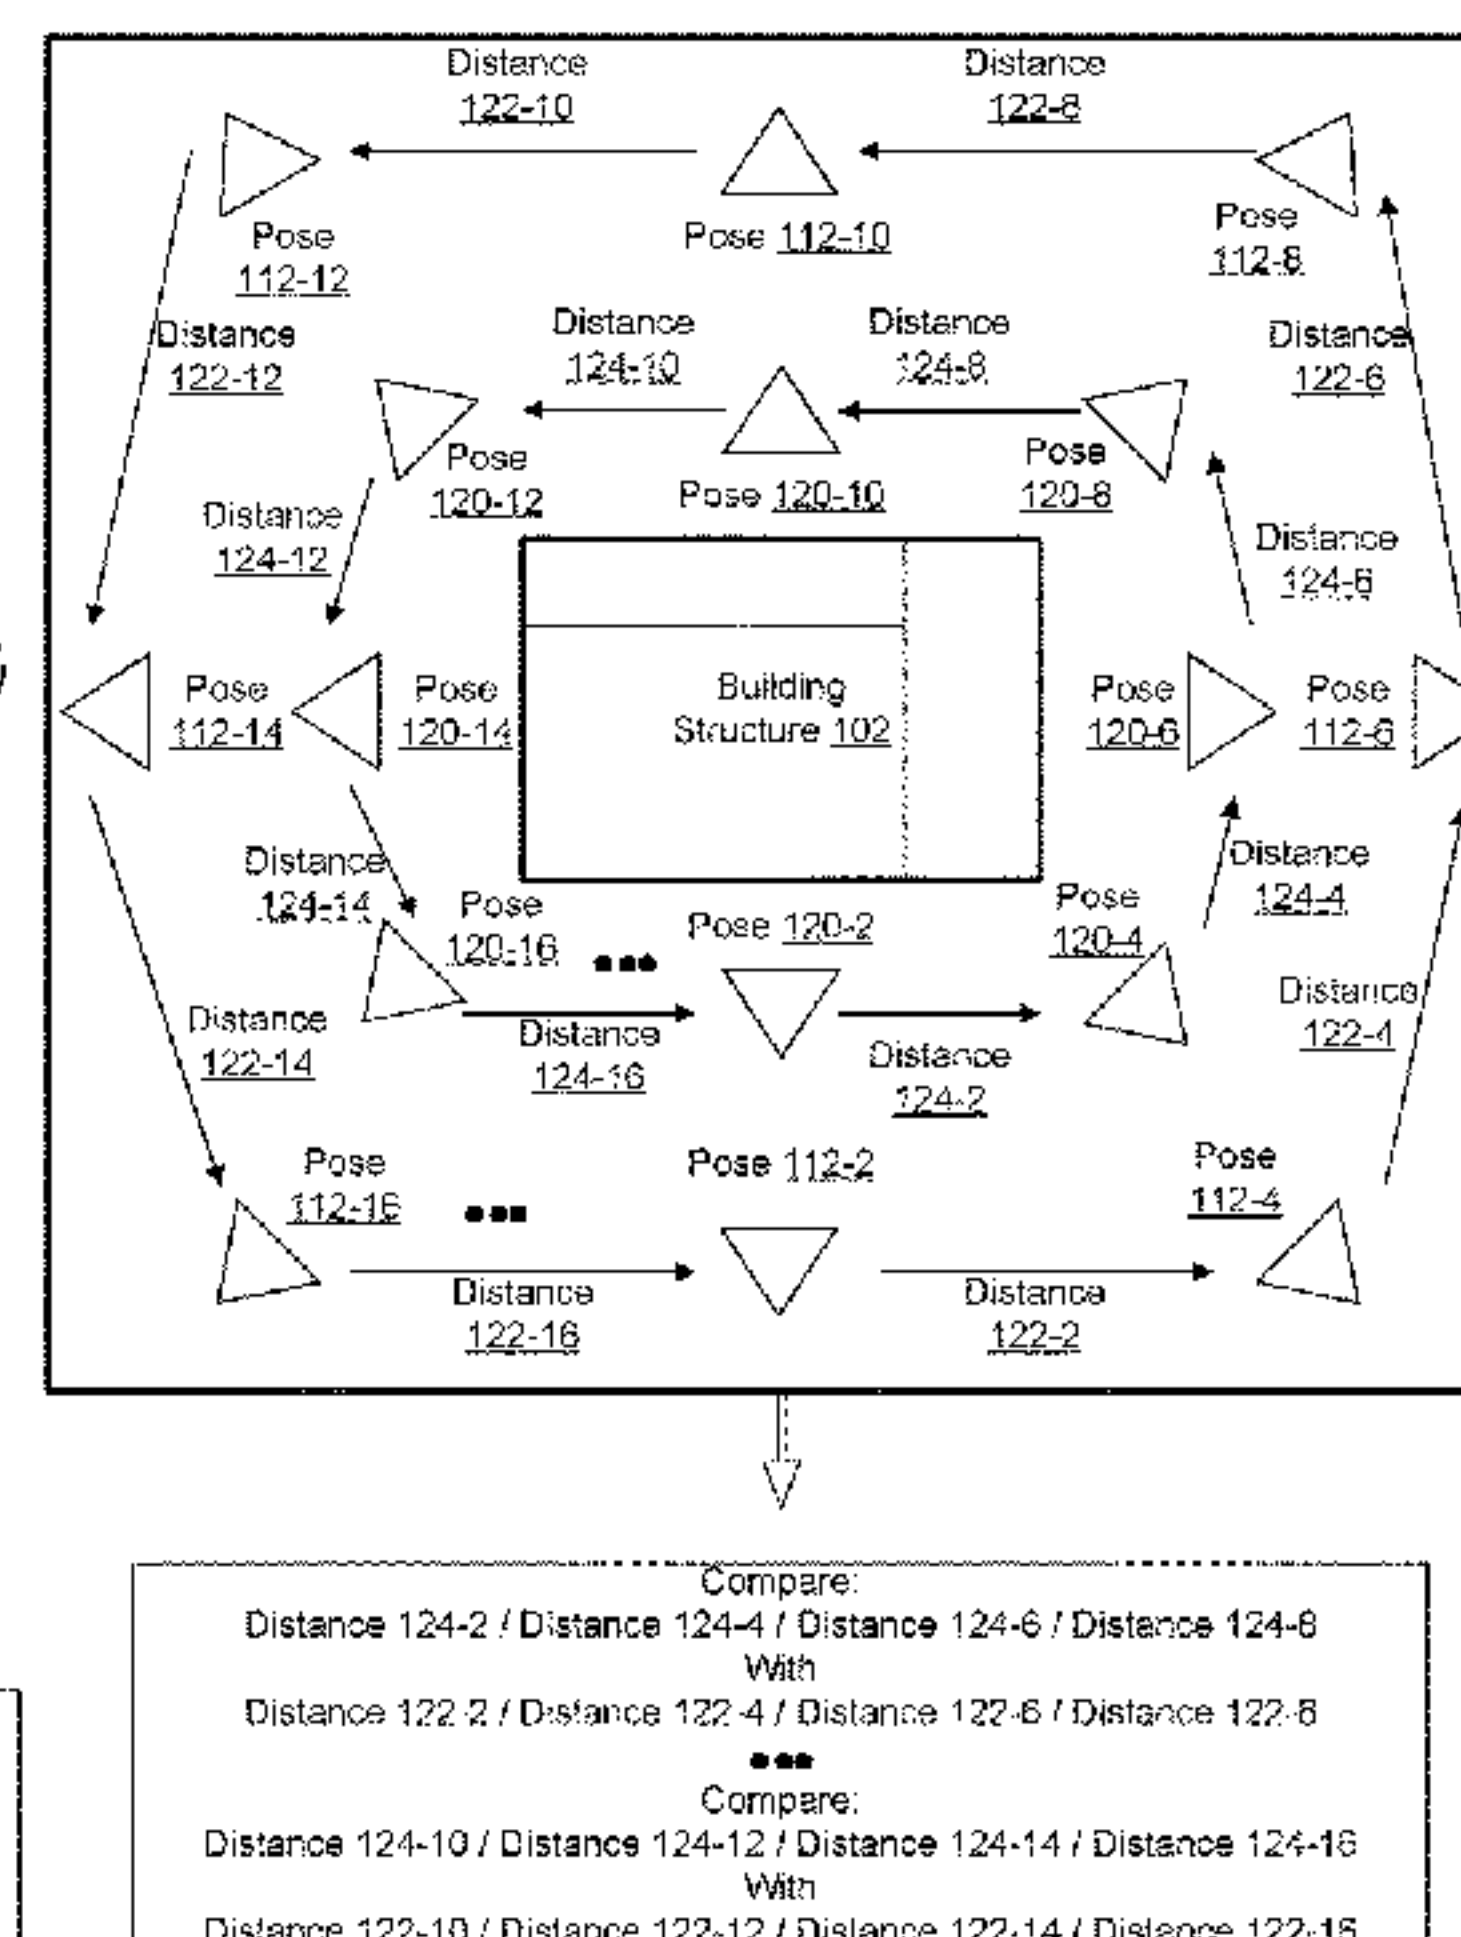 Distance
122-10
Distance
122-8
Pose
112-12
Pose 112-10
Pose
112-8
Distance
122-12
Distance
124-10
Distance
124-8
Distance
122-6
Pose
120-12
Pose 120-10
Pose
120-8
Distance
124-12
Distance
124-6
Pose
112-14
Pose
120-14
Building
Structure 102
Pose
120-6
Pose
112-6
Distance
124-14
Pose
120-16
Pose 120-2
Pose
120-4
Distance
124-4
Distance
122-14
Distance
124-16
Distance
124-2
Distance
122-4
Pose
112-16
Pose 112-2
Pose
112-4
Distance
122-16
Distance
122-2
Compare:
Distance 124-2 / Distance 124-4 / Distance 124-6 / Distance 124-8
With
Distance 122-2 / Distance 122-4 / Distance 122-6 / Distance 122-8
Compare:
Distance 124-10 / Distance 124-12 / Distance 124-14 / Distance 124-16
With
Distance 122-10 / Distance 122-12 / Distance 122-14 / Distance 122-16